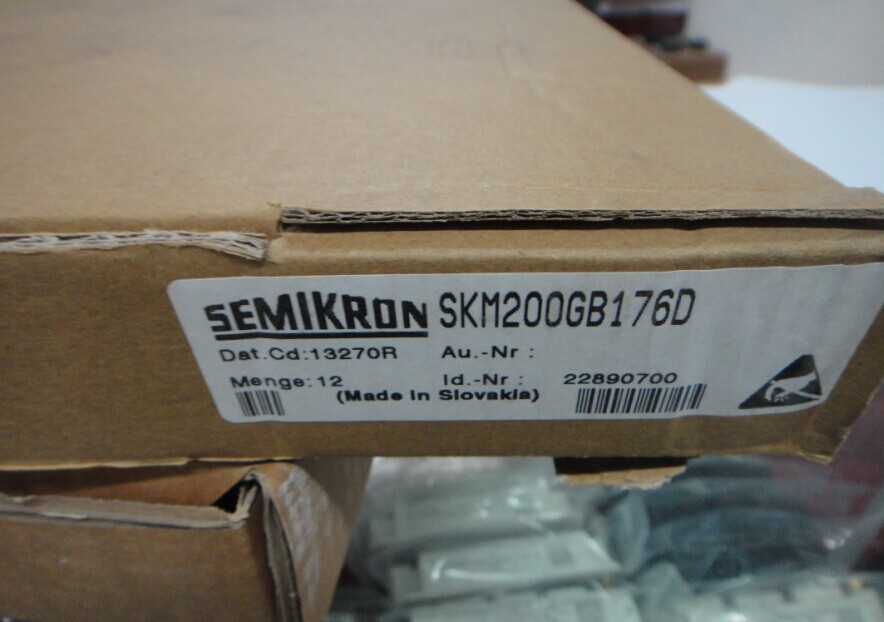 SEMIKRON SKM200GB176D
Dat.Cd:13270R Au.-Nr :
Menge:12 Id.-Nr : 22890700
(Made in Slovakia)